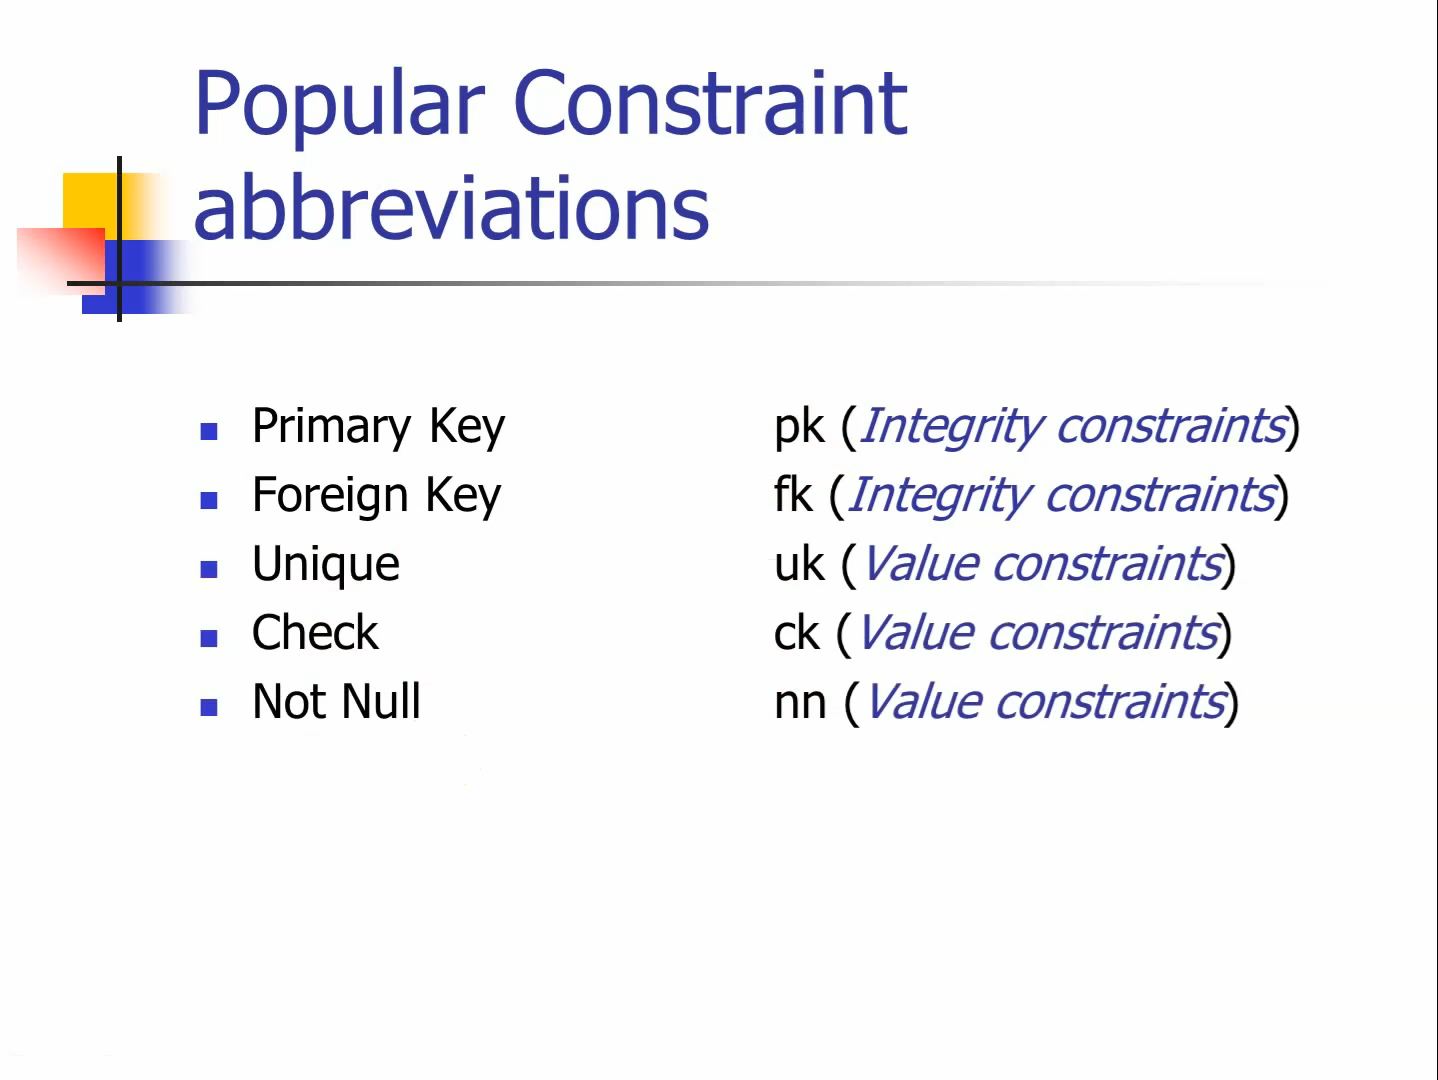 Popular Constraint
abbreviations
Primary Key pk (Integrity constraints)
Foreign Key fk (Integrity constraints)
Unique uk (Value constraints)
Check ck (Value constraints)
Not Null nn (Value constraints)